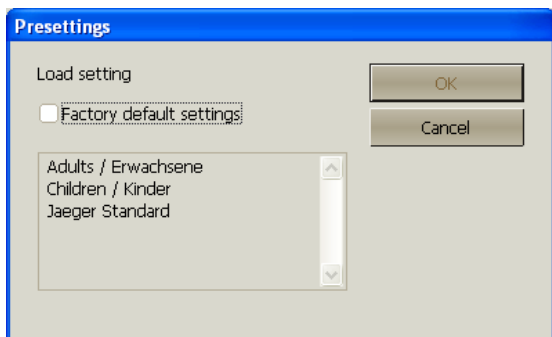 Presettings
Load setting
OK
Factory default settings
Cancel
Adults / Erwachsene
Children / Kinder
Jaeger Standard